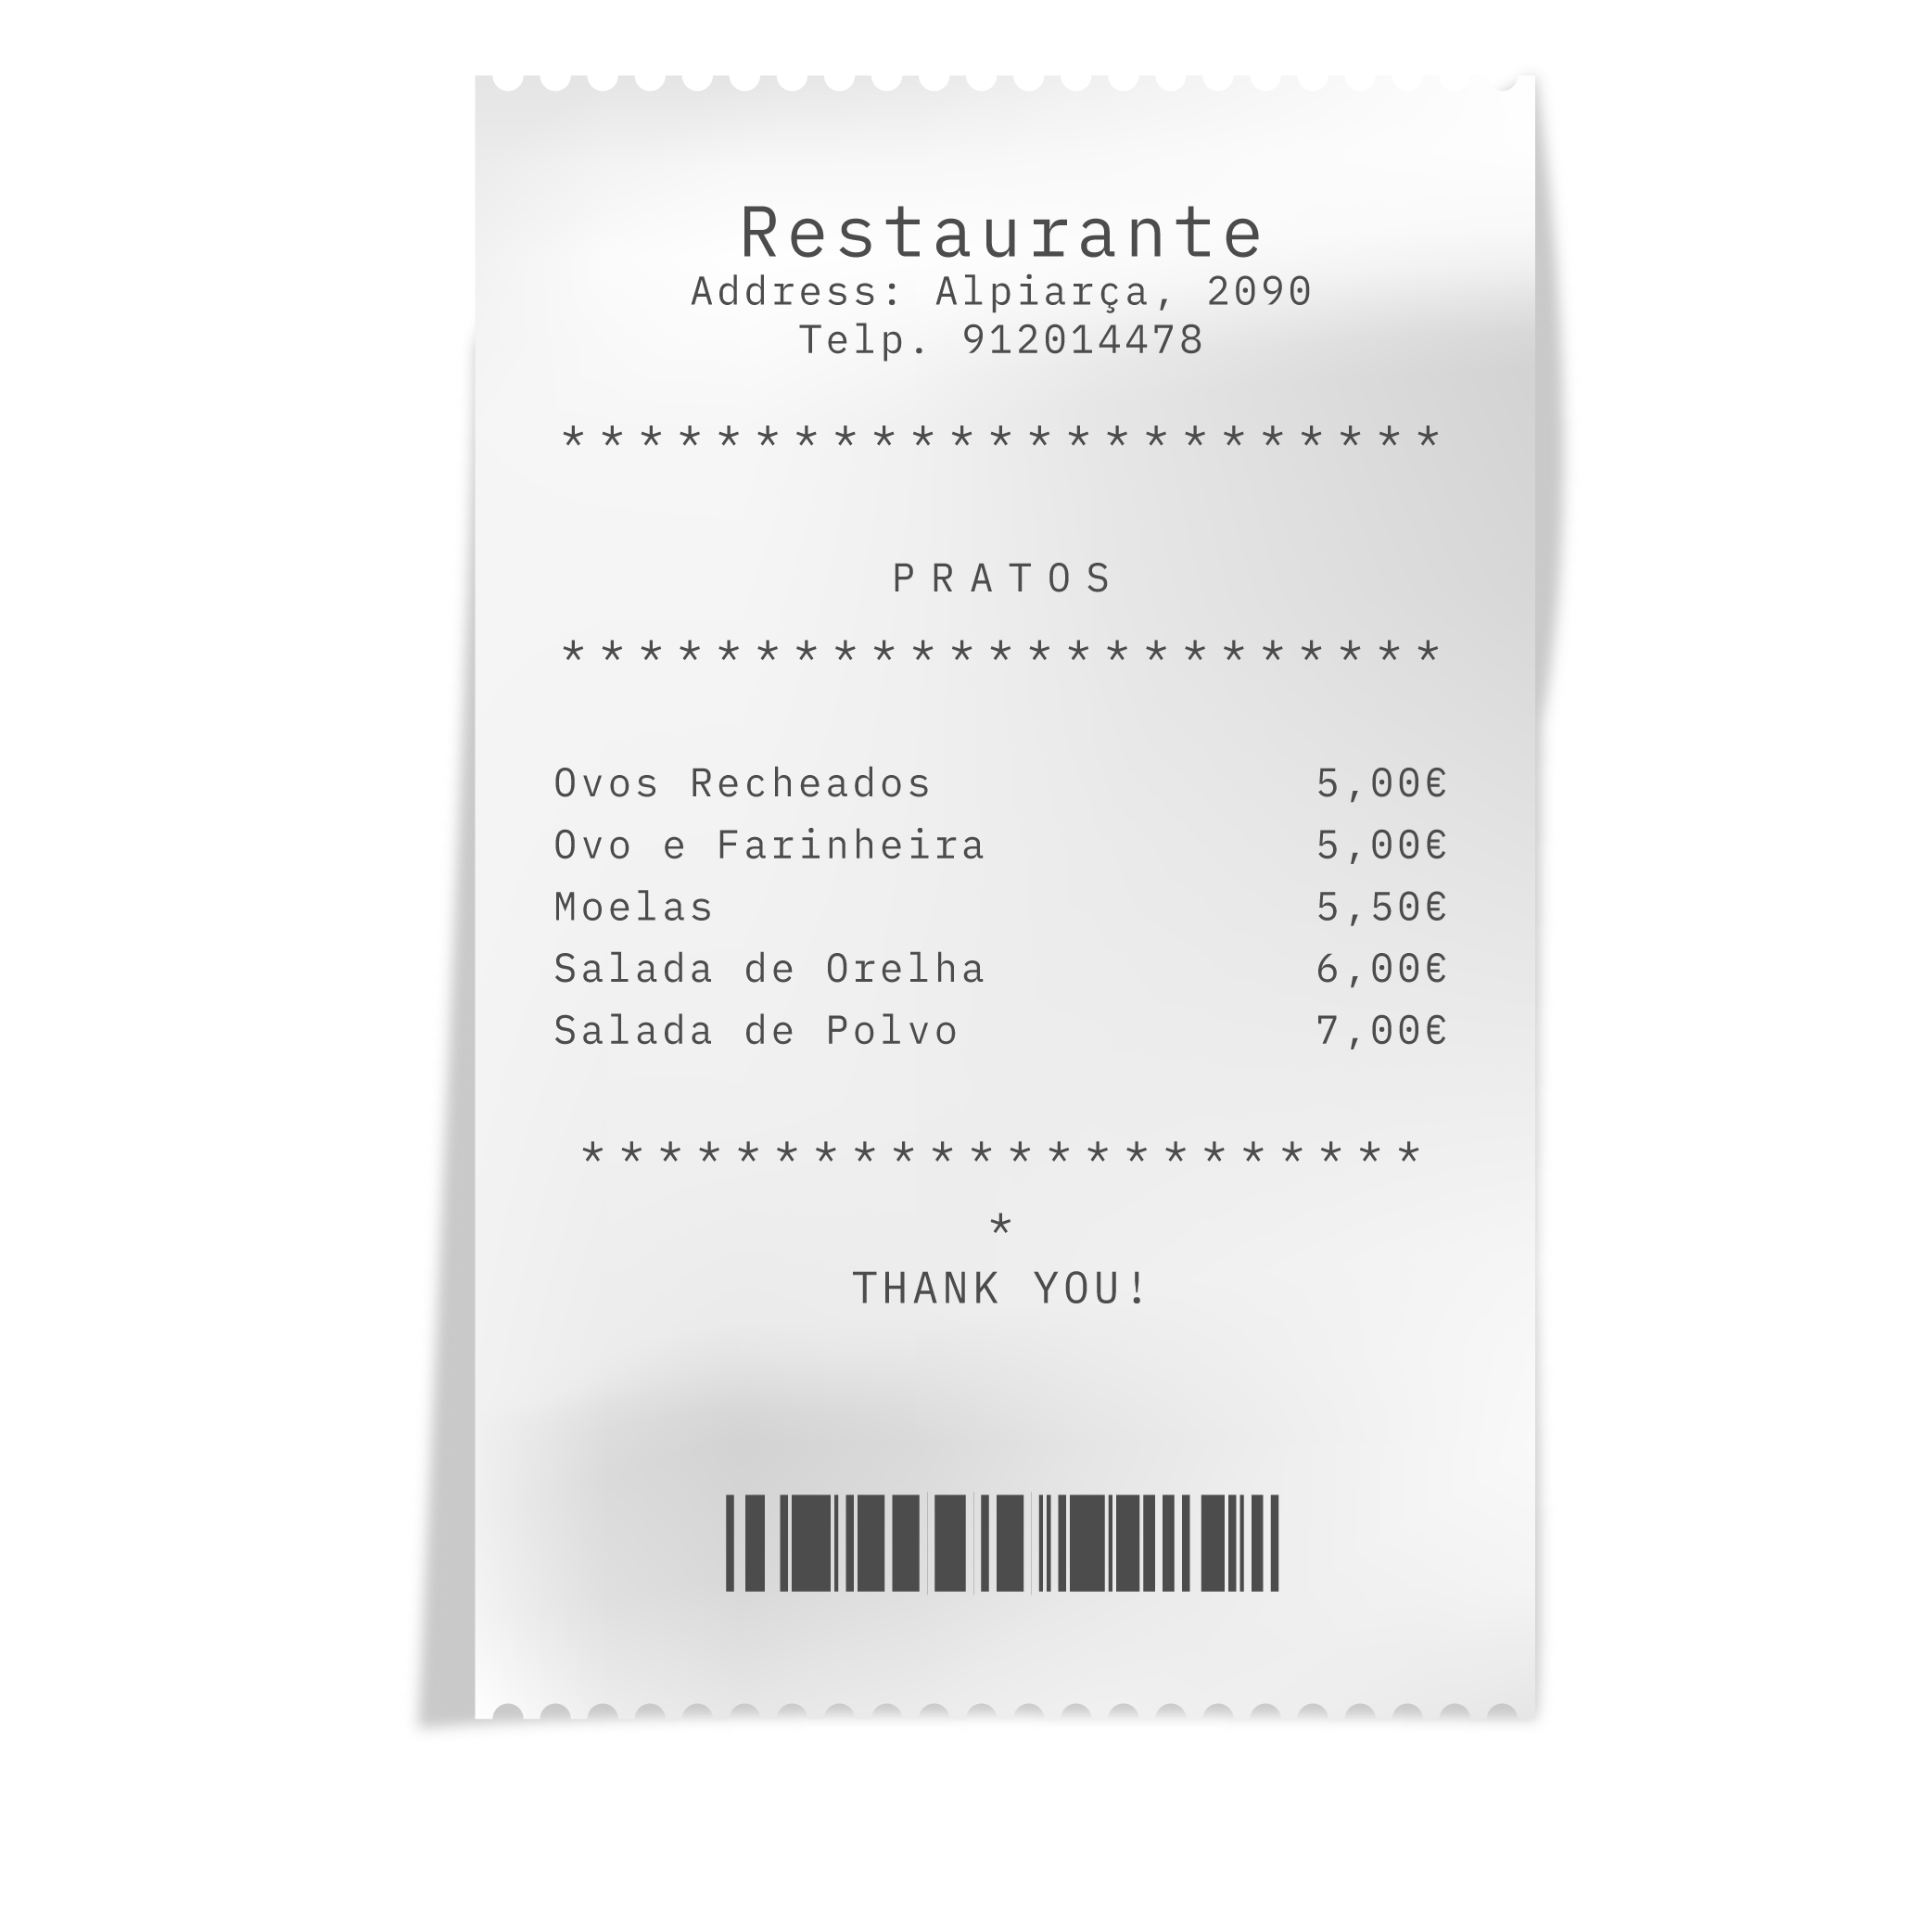 Restaurante
Address: Alpiarça, 2090
Telp. 912014478
***********************
PRATOS
***********************
Ovos Recheados 5,00€
Ovo e Farinheira 5,00€
Moelas 5,50€
Salada de Orelha 6,00€
Salada de Polvo 7,00€
**********************
*
THANK YOU!